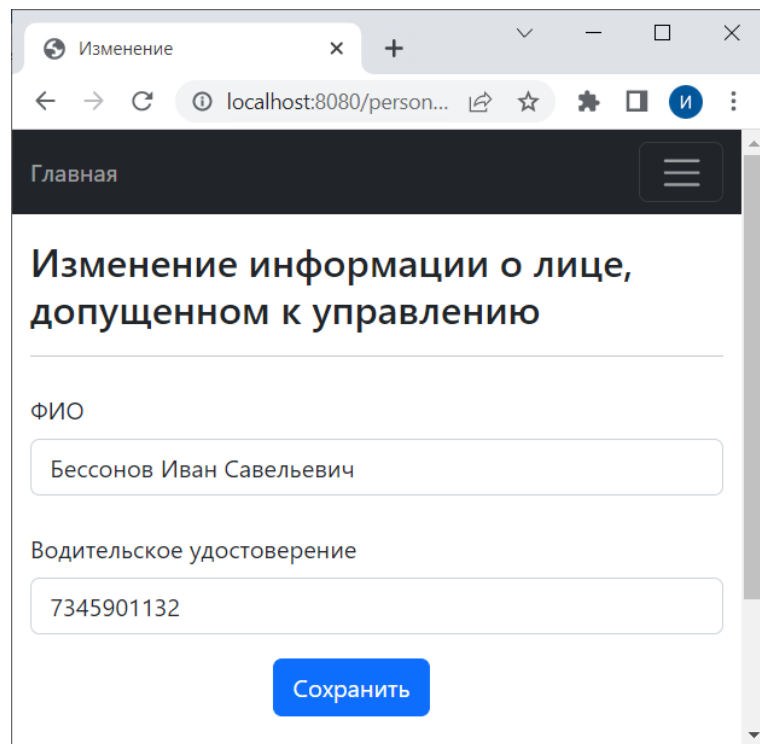 Изменение
localhost:8080/person...
И
Главная
Изменение информации о лице,
допущенном к управлению
ФИО
Бессонов Иван Савельевич
Водительское удостоверение
7345901132
Сохранить